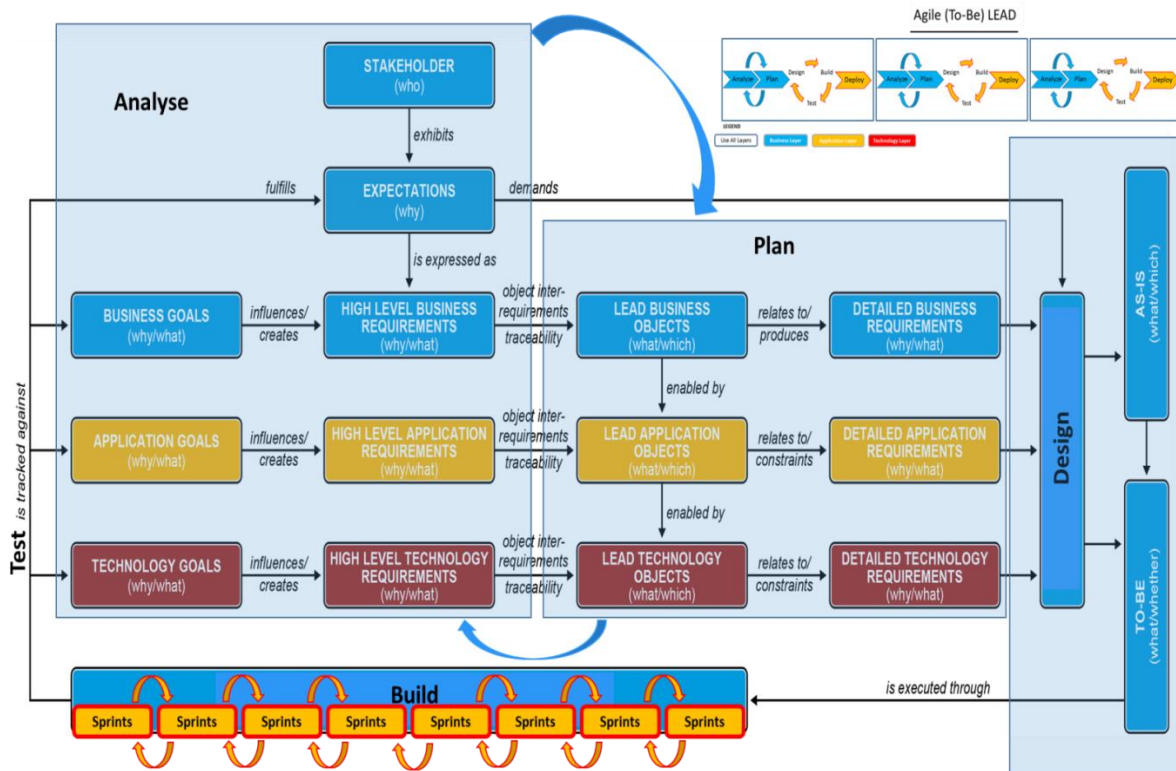 Agile (To-Be) LEAD
Analyze
Plan
Design
Build
Test
Deploy
Analyze
Plan
Design
Build
Test
Deploy
Analyze
Plan
Design
Build
Test
Deploy
LEGEND
Use All Layers
Business Layer
Application Layer
Technology Layer
Analyse
STAKEHOLDER
(who)
exhibits
fulfills
EXPECTATIONS
(why)
demands
is expressed as
BUSINESS GOALS
(why/what)
influences/
creates
HIGH LEVEL BUSINESS
REQUIREMENTS
(why/what)
object inter-
requirements
traceability
Plan
LEAD BUSINESS
OBJECTS
(what/which)
relates to/
produces
DETAILED BUSINESS
REQUIREMENTS
(why/what)
enabled by
APPLICATION GOALS
(why/what)
influences/
creates
HIGH LEVEL APPLICATION
REQUIREMENTS
(why/what)
object inter-
requirements
traceability
LEAD APPLICATION
OBJECTS
(what/which)
relates to/
constraints
DETAILED APPLICATION
REQUIREMENTS
(why/what)
enabled by
TECHNOLOGY GOALS
(why/what)
influences/
creates
HIGH LEVEL TECHNOLOGY
REQUIREMENTS
(why/what)
object inter-
requirements
traceability
LEAD TECHNOLOGY
OBJECTS
(what/which)
relates to/
constraints
DETAILED TECHNOLOGY
REQUIREMENTS
(why/what)
Design
AS-IS
(what/which)
TO-BE
(what/whether)
is executed through
Build
Sprints
Sprints
Sprints
Sprints
Sprints
Sprints
Sprints
Sprints
Test is tracked against